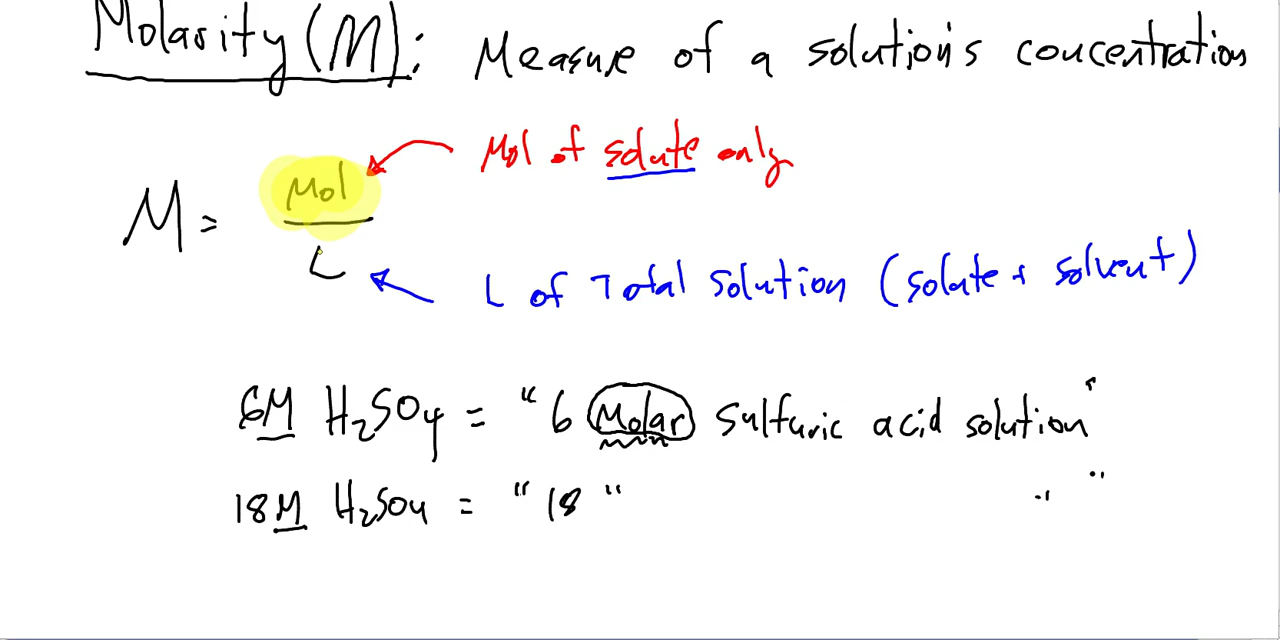 Molarity (M): Measure of a solution's concentration
Mol of solute only
M = Mol / L
L of Total solution (solute + solvent)
6M H₂SO₄ = "6 Molar Sulfuric acid solution"
18M H₂SO₄ = "18 " " "